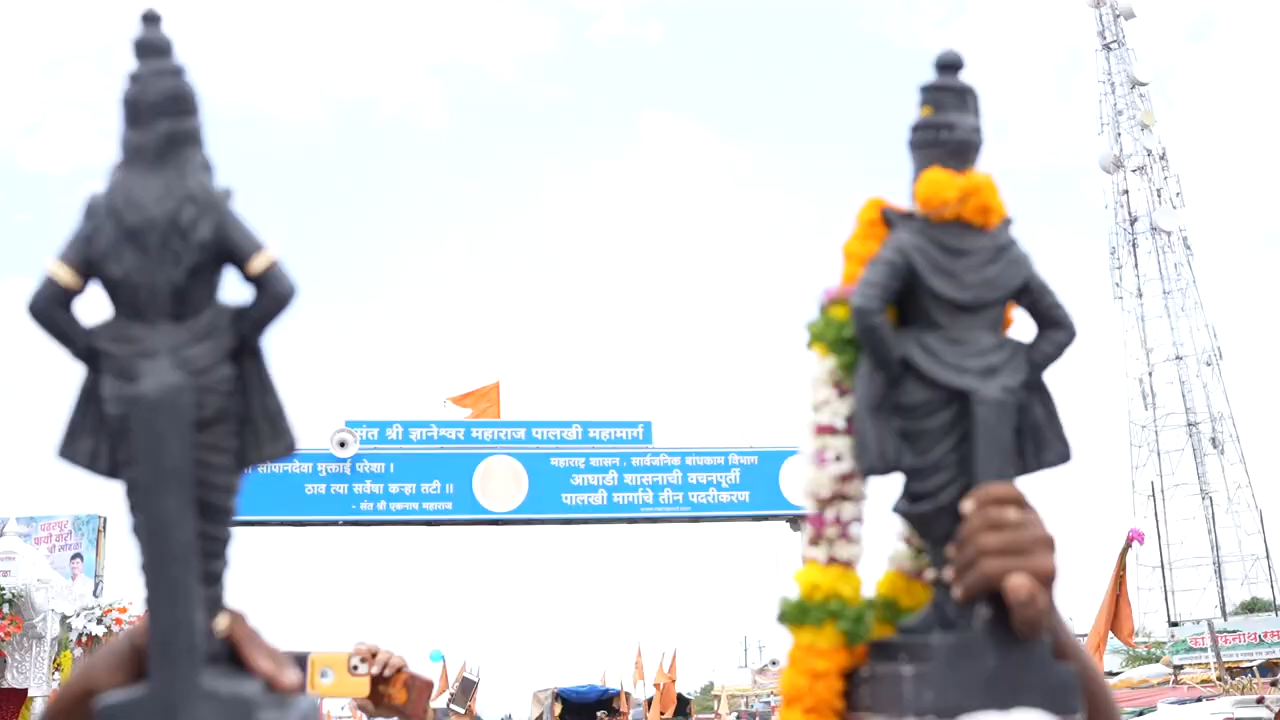 संत श्री ज्ञानेश्वर महाराज पालखी महामार्ग
सोपानदेवा मुक्ताई परेशा ।
ठाव त्या सर्वेषा कऱ्हा तटी ॥
- संत श्री एकनाथ महाराज
महाराष्ट्र शासन , सार्वजनिक बांधकाम विभाग
आघाडी शासनाची वचनपूर्ती
पालखी मार्गाचे तीन पदरीकरण
पंढरपूर
पायी वारी